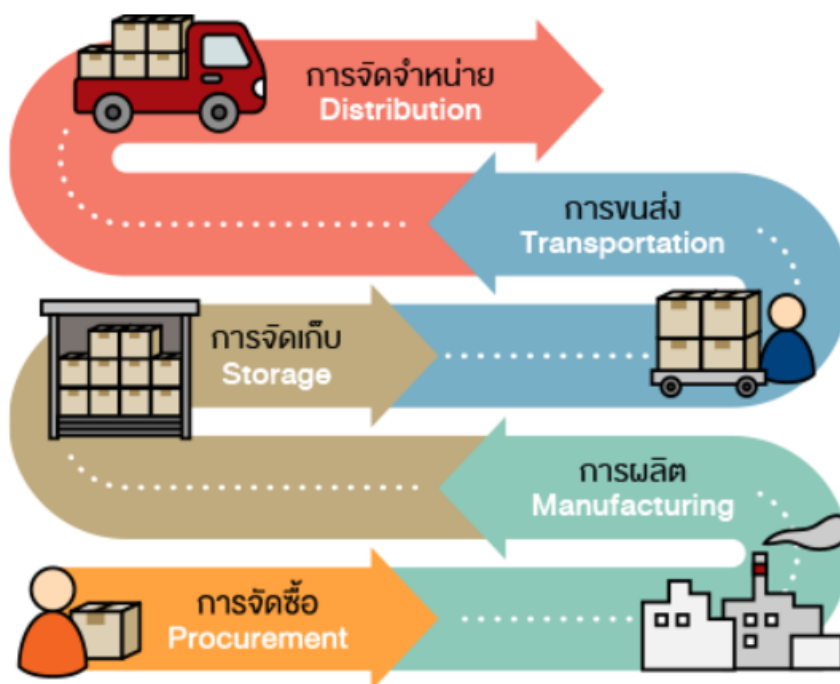 การจัดจำหน่าย
Distribution
การขนส่ง
Transportation
การจัดเก็บ
Storage
การผลิต
Manufacturing
การจัดซื้อ
Procurement